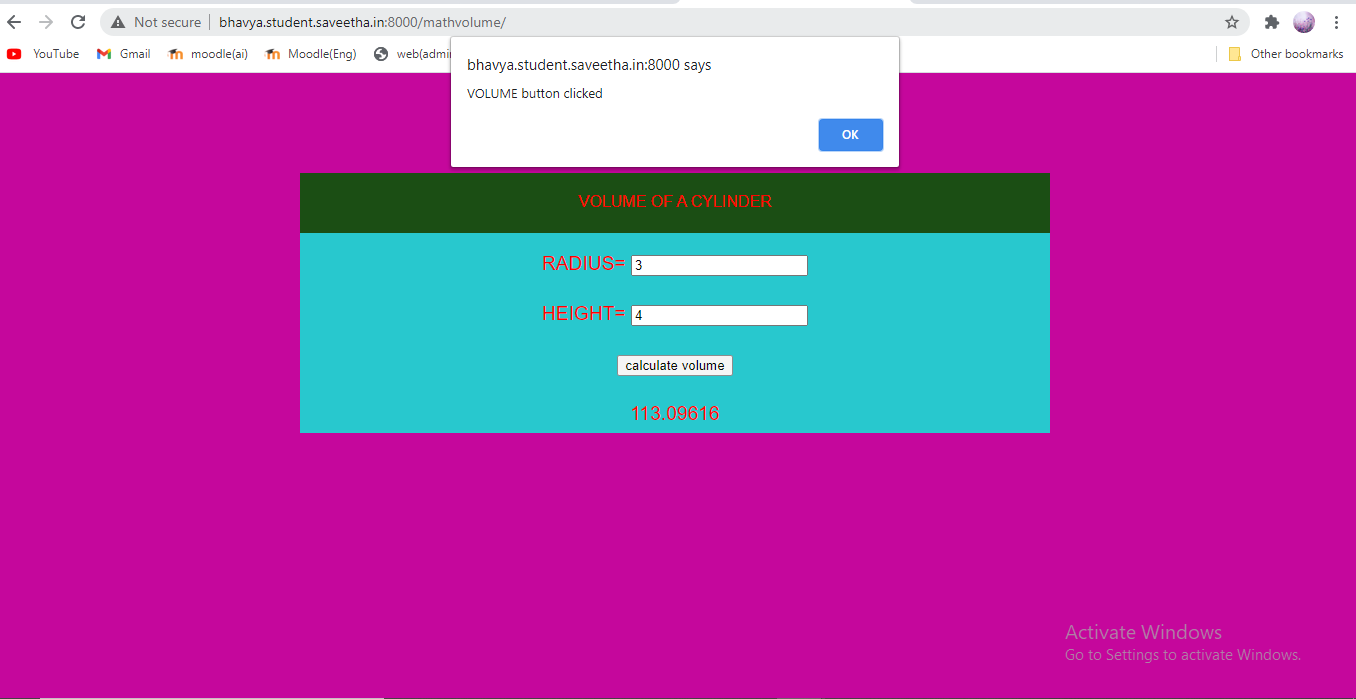 Not secure bhavya.student.saveetha.in:8000/mathvolume/
YouTube Gmail moodle(ai) Moodle(Eng) web(admi Other bookmarks
bhavya.student.saveetha.in:8000 says
VOLUME button clicked
OK
VOLUME OF A CYLINDER
RADIUS= 3
HEIGHT= 4
calculate volume
113.09616
Activate Windows
Go to Settings to activate Windows.